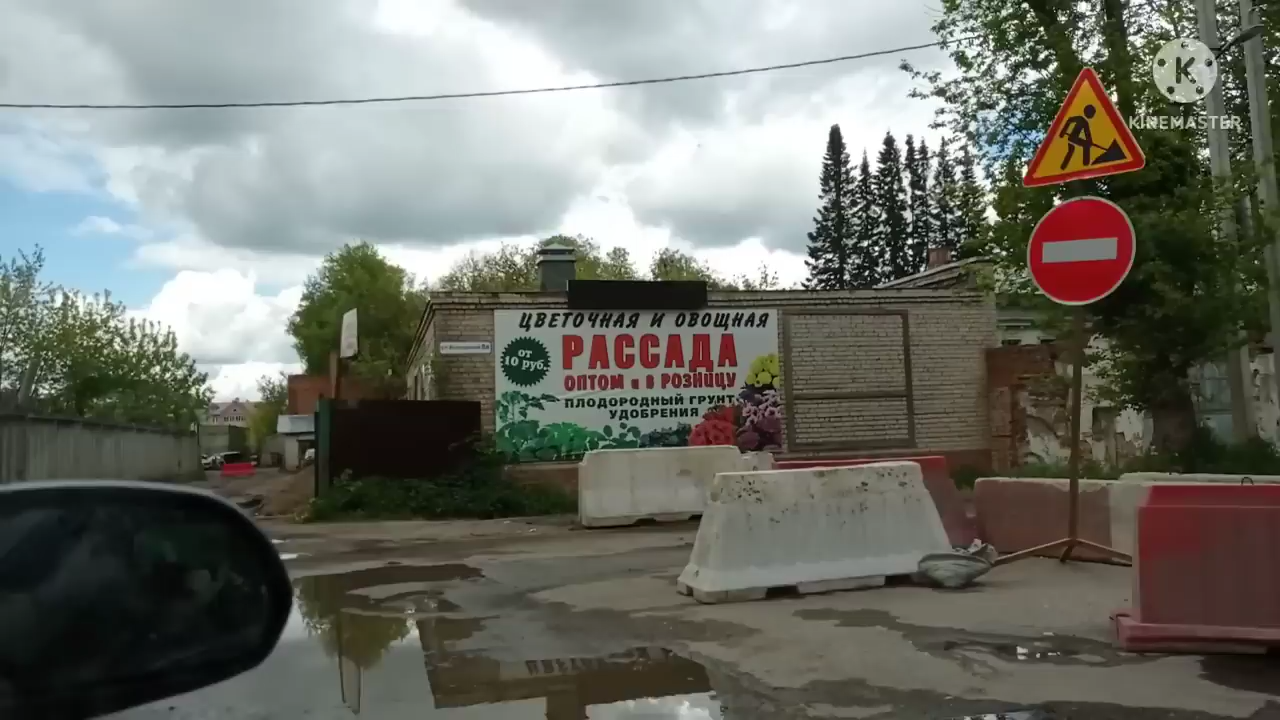 K
KINEMASTER
ЦВЕТОЧНАЯ И ОВОЩНАЯ
от
10 руб.
РАССАДА
ОПТОМ и в РОЗНИЦУ
ПЛОДОРОДНЫЙ ГРУНТ
УДОБРЕНИЯ